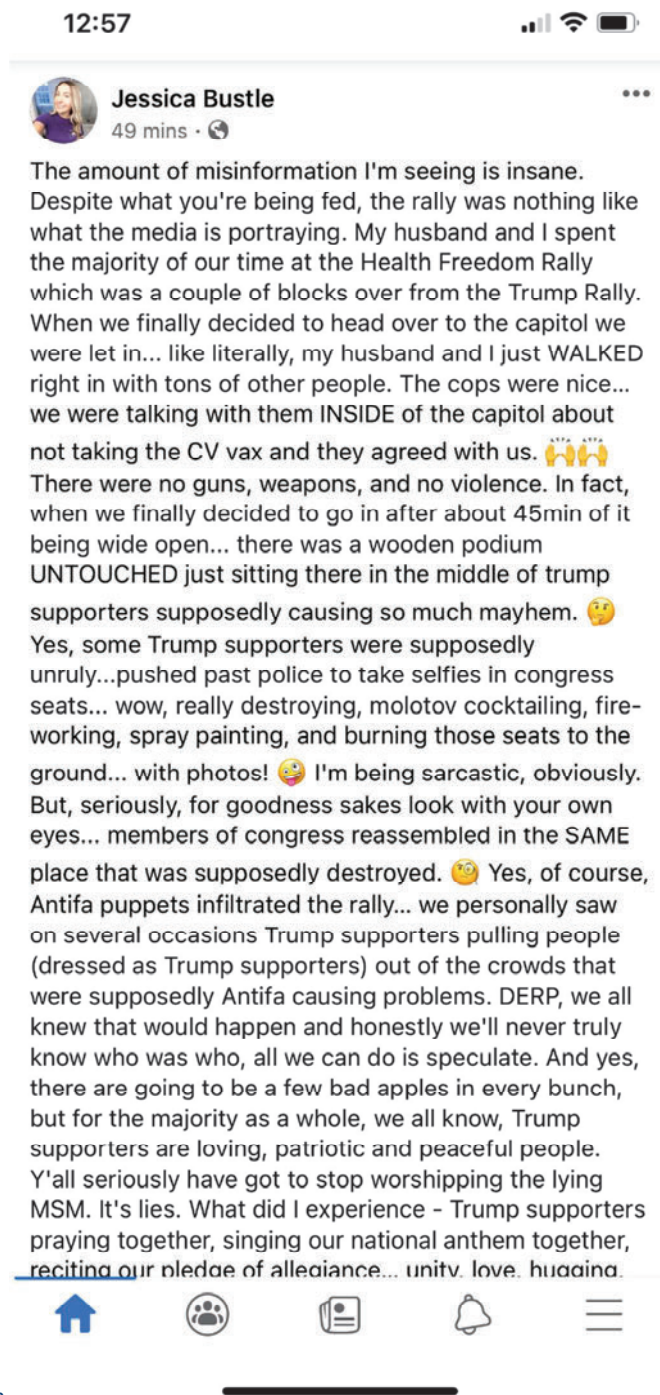 12:57
Jessica Bustle
49 mins ·
The amount of misinformation I'm seeing is insane.
Despite what you're being fed, the rally was nothing like
what the media is portraying. My husband and I spent
the majority of our time at the Health Freedom Rally
which was a couple of blocks over from the Trump Rally.
When we finally decided to head over to the capitol we
were let in... like literally, my husband and I just WALKED
right in with tons of other people. The cops were nice...
we were talking with them INSIDE of the capitol about
not taking the CV vax and they agreed with us. 🙌🙌
There were no guns, weapons, and no violence. In fact,
when we finally decided to go in after about 45min of it
being wide open... there was a wooden podium
UNTOUCHED just sitting there in the middle of trump
supporters supposedly causing so much mayhem. 🤔
Yes, some Trump supporters were supposedly
unruly...pushed past police to take selfies in congress
seats... wow, really destroying, molotov cocktailing, fire-
working, spray painting, and burning those seats to the
ground... with photos! 🤪 I'm being sarcastic, obviously.
But, seriously, for goodness sakes look with your own
eyes... members of congress reassembled in the SAME
place that was supposedly destroyed. 🧐 Yes, of course,
Antifa puppets infiltrated the rally... we personally saw
on several occasions Trump supporters pulling people
(dressed as Trump supporters) out of the crowds that
were supposedly Antifa causing problems. DERP, we all
knew that would happen and honestly we'll never truly
know who was who, all we can do is speculate. And yes,
there are going to be a few bad apples in every bunch,
but for the majority as a whole, we all know, Trump
supporters are loving, patriotic and peaceful people.
Y'all seriously have got to stop worshipping the lying
MSM. It's lies. What did I experience - Trump supporters
praying together, singing our national anthem together,
reciting our pledge of allegiance... unity, love, hugging,